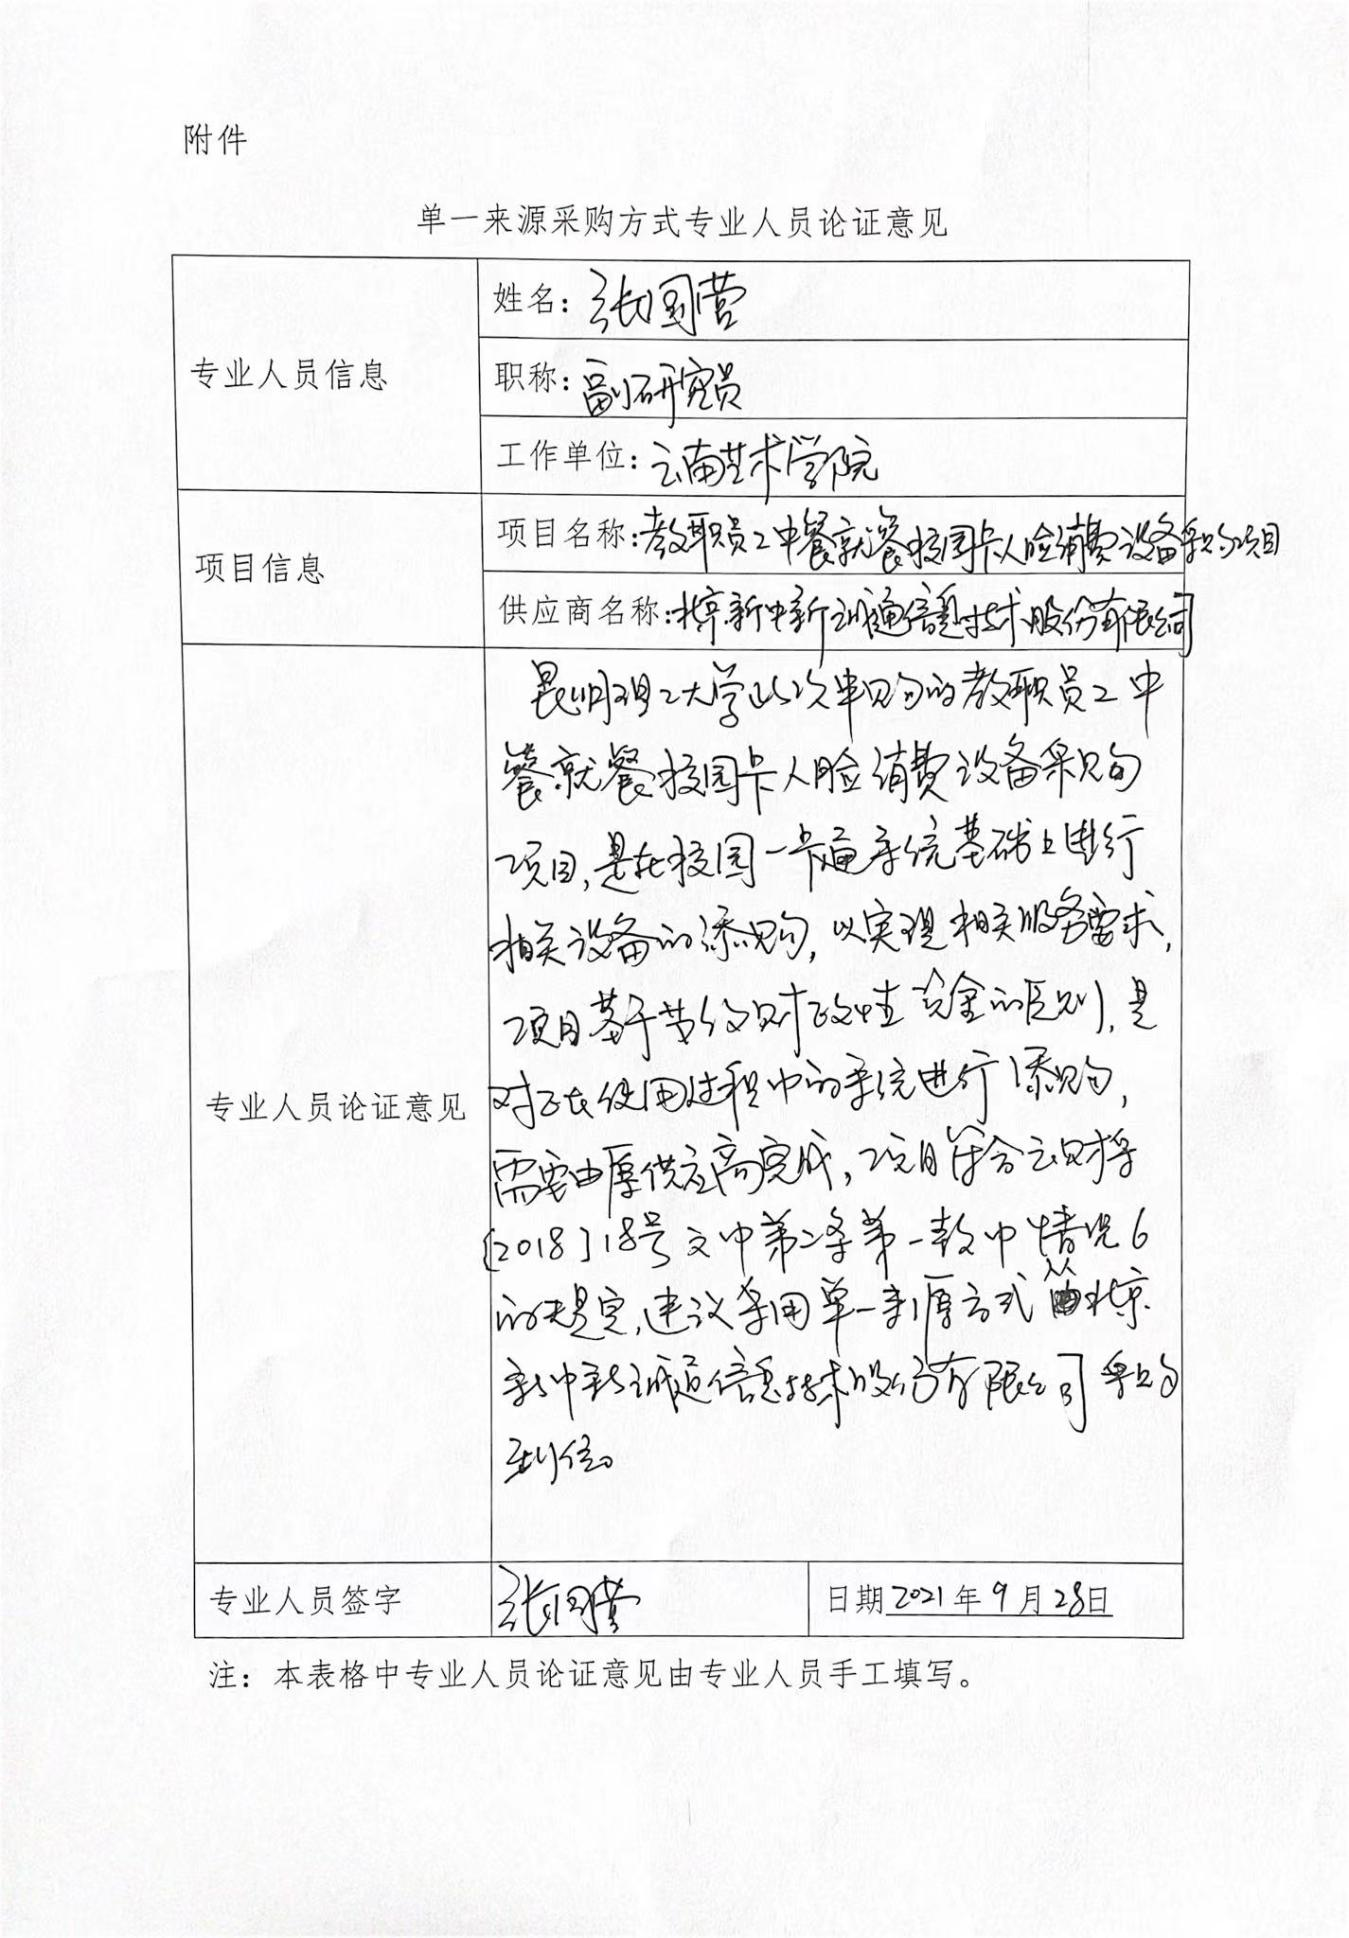 附件
单一来源采购方式专业人员论证意见
专业人员信息
姓名：张国营
职称：副研究员
工作单位：云南艺术学院
项目信息
项目名称：教职员工中餐就餐校园卡人脸消费设备采购项目
供应商名称：北京新中新诚通信息技术股份有限公司
专业人员论证意见
昆明理工大学此次采购的教职员工中
餐就餐校园卡人脸消费设备采购
项目，是在校园一卡通系统基础上进行
相关设备的添购，以实现相关服务要求，
项目基于节约财政性资金的原则，是
对正在使用过程中的系统进行添购，
需要由原供应商完成，项目符合云财采
〔2018〕18号文中第二条第一款中情况6
的规定，建议采用单一来源方式从北京
新中新诚通信息技术股份有限公司采购
到位。
专业人员签字
张国营
日期2021年9月28日
注：本表格中专业人员论证意见由专业人员手工填写。